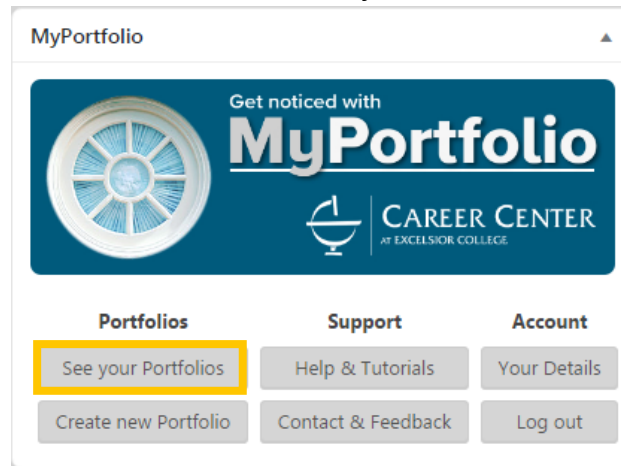 MyPortfolio
Get noticed with
MyPortfolio
CAREER CENTER
AT EXCELSIOR COLLEGE
Portfolios Support Account
See your Portfolios Help & Tutorials Your Details
Create new Portfolio Contact & Feedback Log out